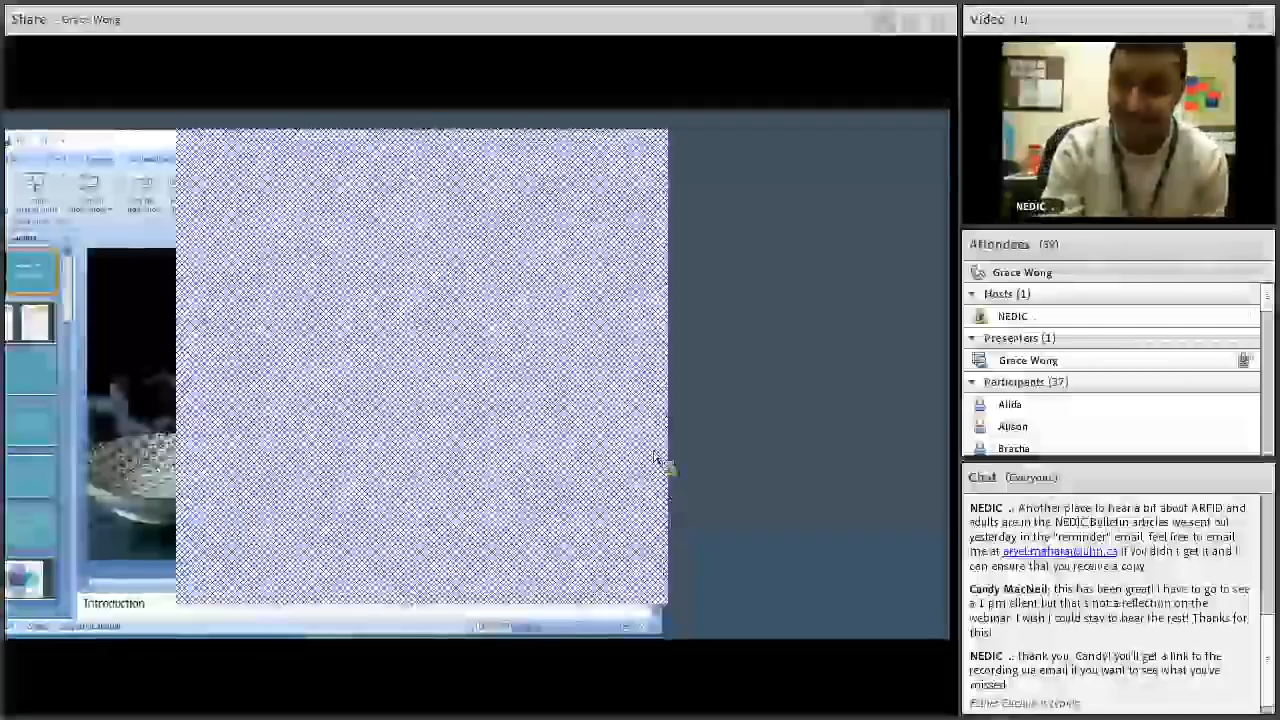 Share - Grace Wong
Introduction
Video (1)
NEDIC .
Attendees (39)
Grace Wong
Hosts (1)
NEDIC .
Presenters (1)
Grace Wong
Participants (37)
Alida
Alison
Bracha
Chat (Everyone)
NEDIC .: Another place to hear a bit about ARFID and
adults are in the NEDIC Bulletin articles we sent out
yesterday in the "reminder" email, feel free to email
me at if you didn't get it and I
can ensure that you receive a copy
Candy MacNeil: this has been great! I have to go to see
a 1 pm client but that's not a reflection on the
webinar. I wish I could stay to hear the rest! Thanks for
this!
NEDIC .: thank you, Candy! you'll get a link to the
recording via email if you want to see what you've
missed
is typing